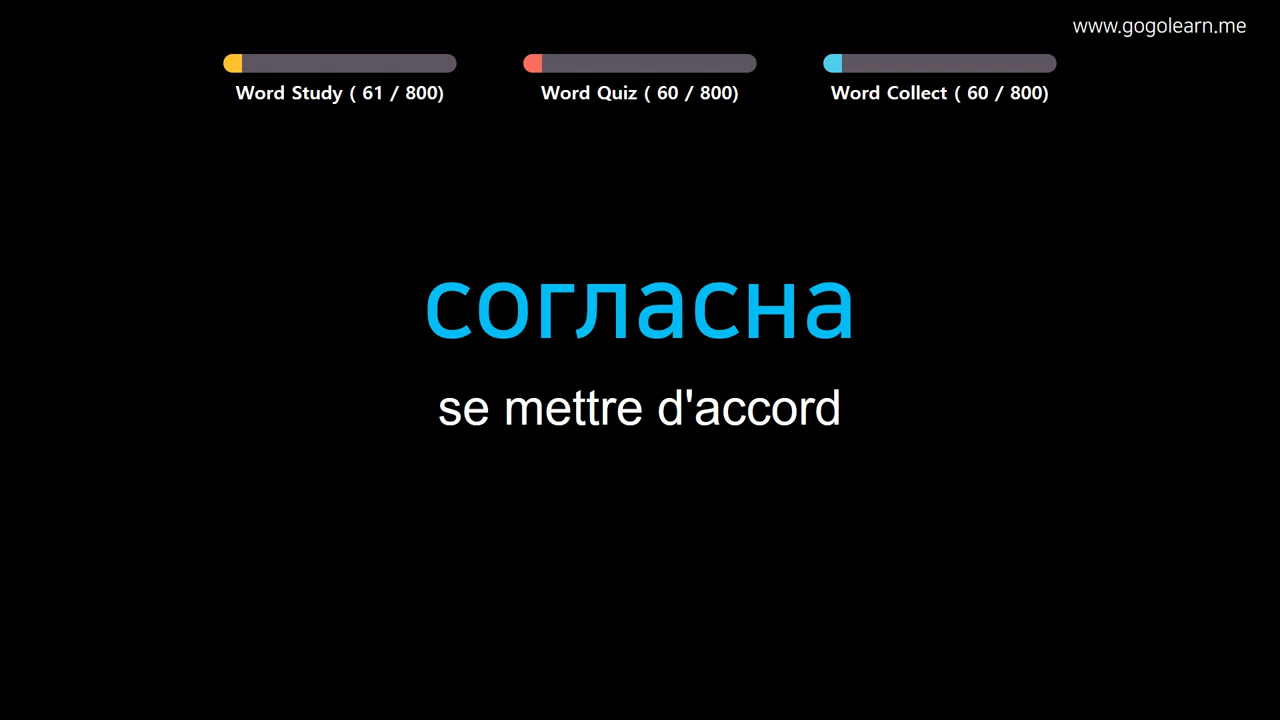 www.gogolearn.me
Word Study ( 61 / 800)
Word Quiz ( 60 / 800)
Word Collect ( 60 / 800)
согласна
se mettre d'accord